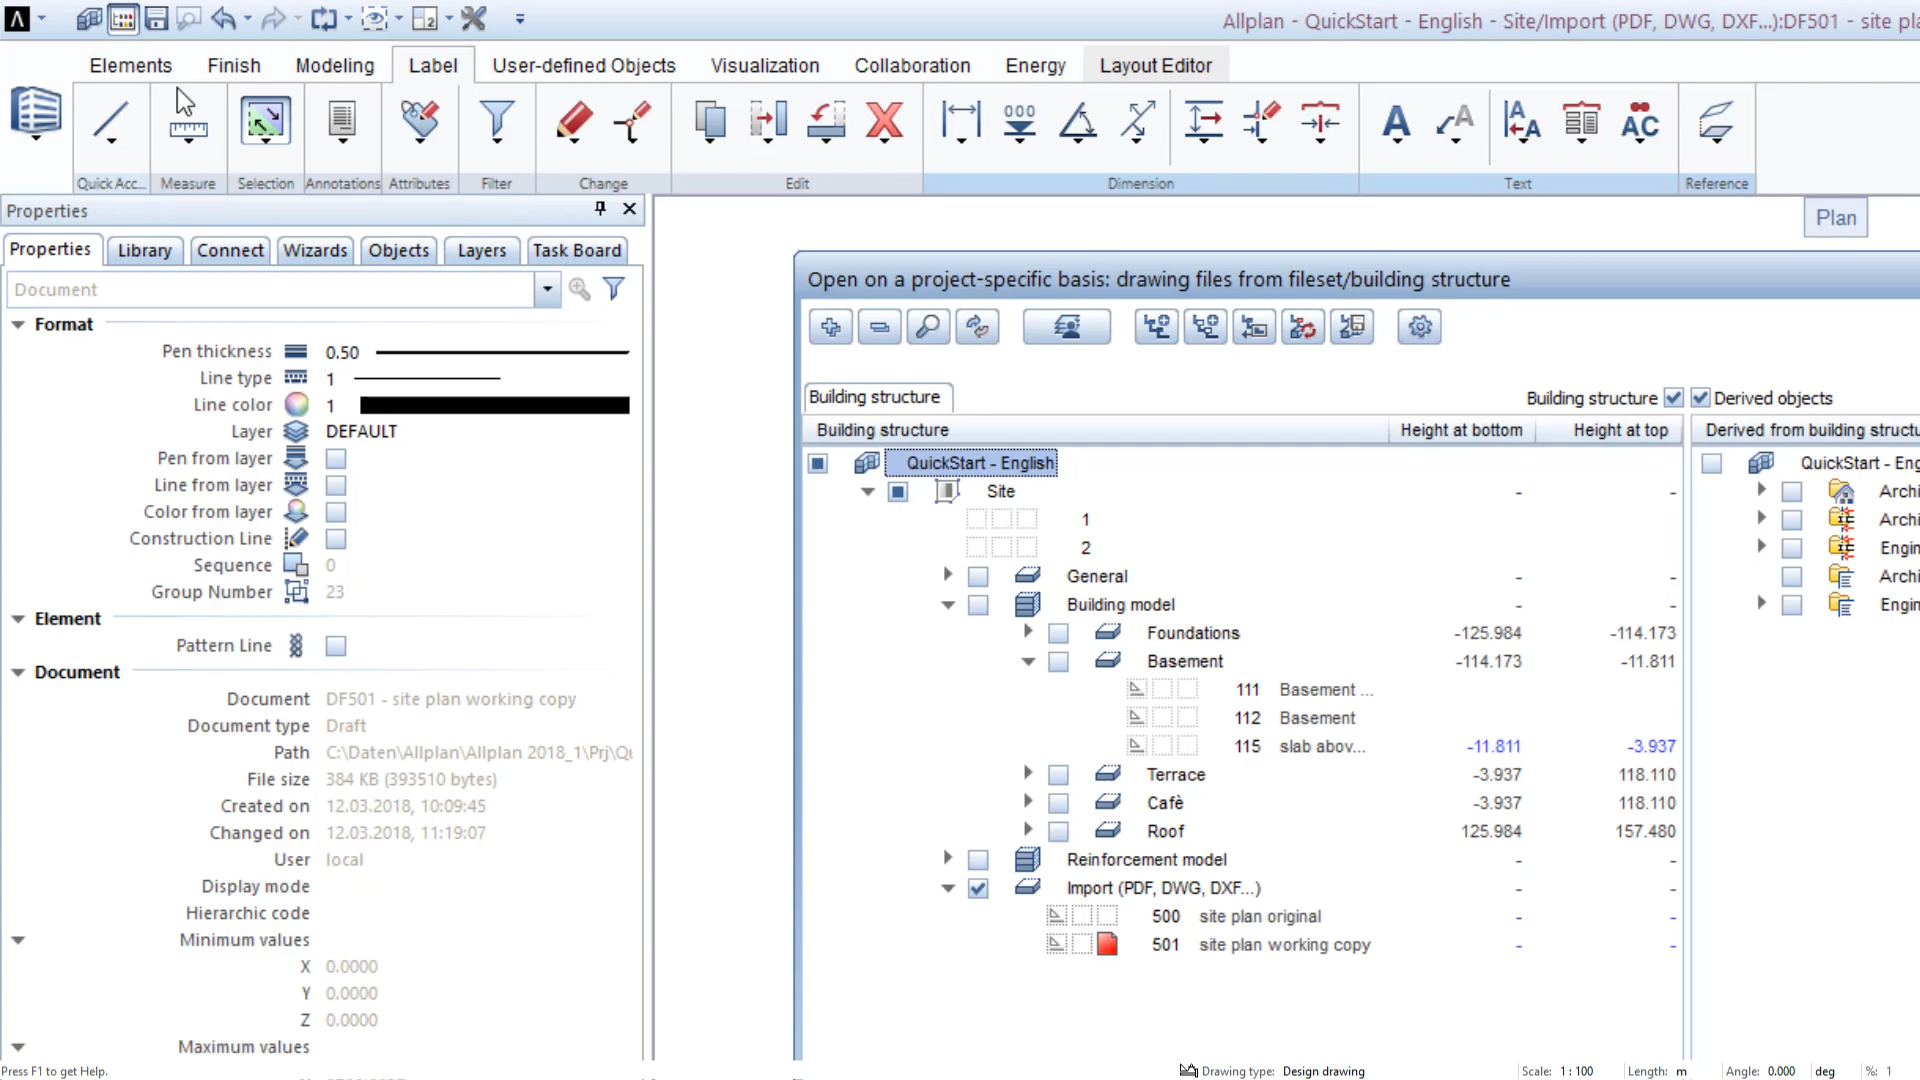 Allplan - QuickStart - English - Site/Import (PDF, DWG, DXF...):DF501 - site pla
Elements Finish Modeling Label User-defined Objects Visualization Collaboration Energy Layout Editor
Quick Acc... Measure Selection Annotations Attributes Filter Change Edit Dimension Text Reference
Properties
Plan
Properties Library Connect Wizards Objects Layers Task Board
Document
Format
Pen thickness 0.50
Line type 1
Line color 1
Layer DEFAULT
Pen from layer
Line from layer
Color from layer
Construction Line
Sequence 0
Group Number 23
Element
Pattern Line
Document
Document DF501 - site plan working copy
Document type Draft
Path C:\Daten\Allplan\Allplan 2018_1\Prj\Qu
File size 384 KB (393510 bytes)
Created on 12.03.2018, 10:09:45
Changed on 12.03.2018, 11:19:07
User local
Display mode
Hierarchic code
Minimum values
X 0.0000
Y 0.0000
Z 0.0000
Maximum values
Open on a project-specific basis: drawing files from fileset/building structure
Building structure
Building structure Derived objects
Building structure Height at bottom Height at top Derived from building structu
QuickStart - English QuickStart - Eng
Site - - Archi
1 Archi
2 Engin
General - - Archi
Building model - - Engin
Foundations -125.984 -114.173
Basement -114.173 -11.811
111 Basement ...
112 Basement
115 slab abov... -11.811 -3.937
Terrace -3.937 118.110
Cafè -3.937 118.110
Roof 125.984 157.480
Reinforcement model - -
Import (PDF, DWG, DXF...) - -
500 site plan original - -
501 site plan working copy - -
Press F1 to get Help. Drawing type: Design drawing Scale: 1 : 100 Length: m Angle: 0.000 deg %: 1